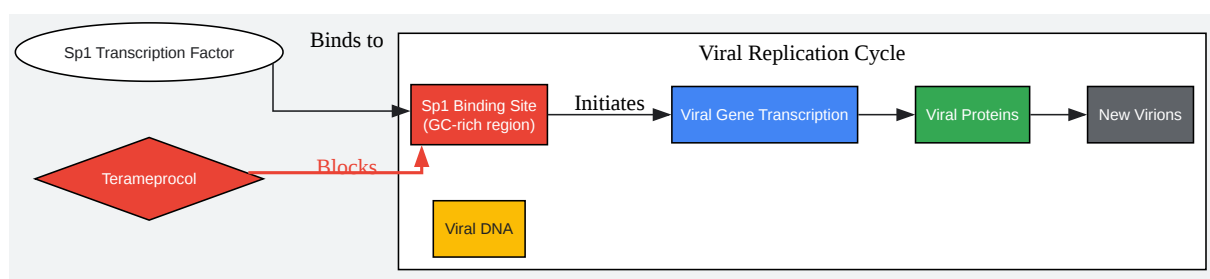 Sp1 Transcription Factor
Binds to
Viral Replication Cycle
Sp1 Binding Site
(GC-rich region)
Initiates
Viral Gene Transcription
Viral Proteins
New Virions
Terameprocol
Blocks
Viral DNA